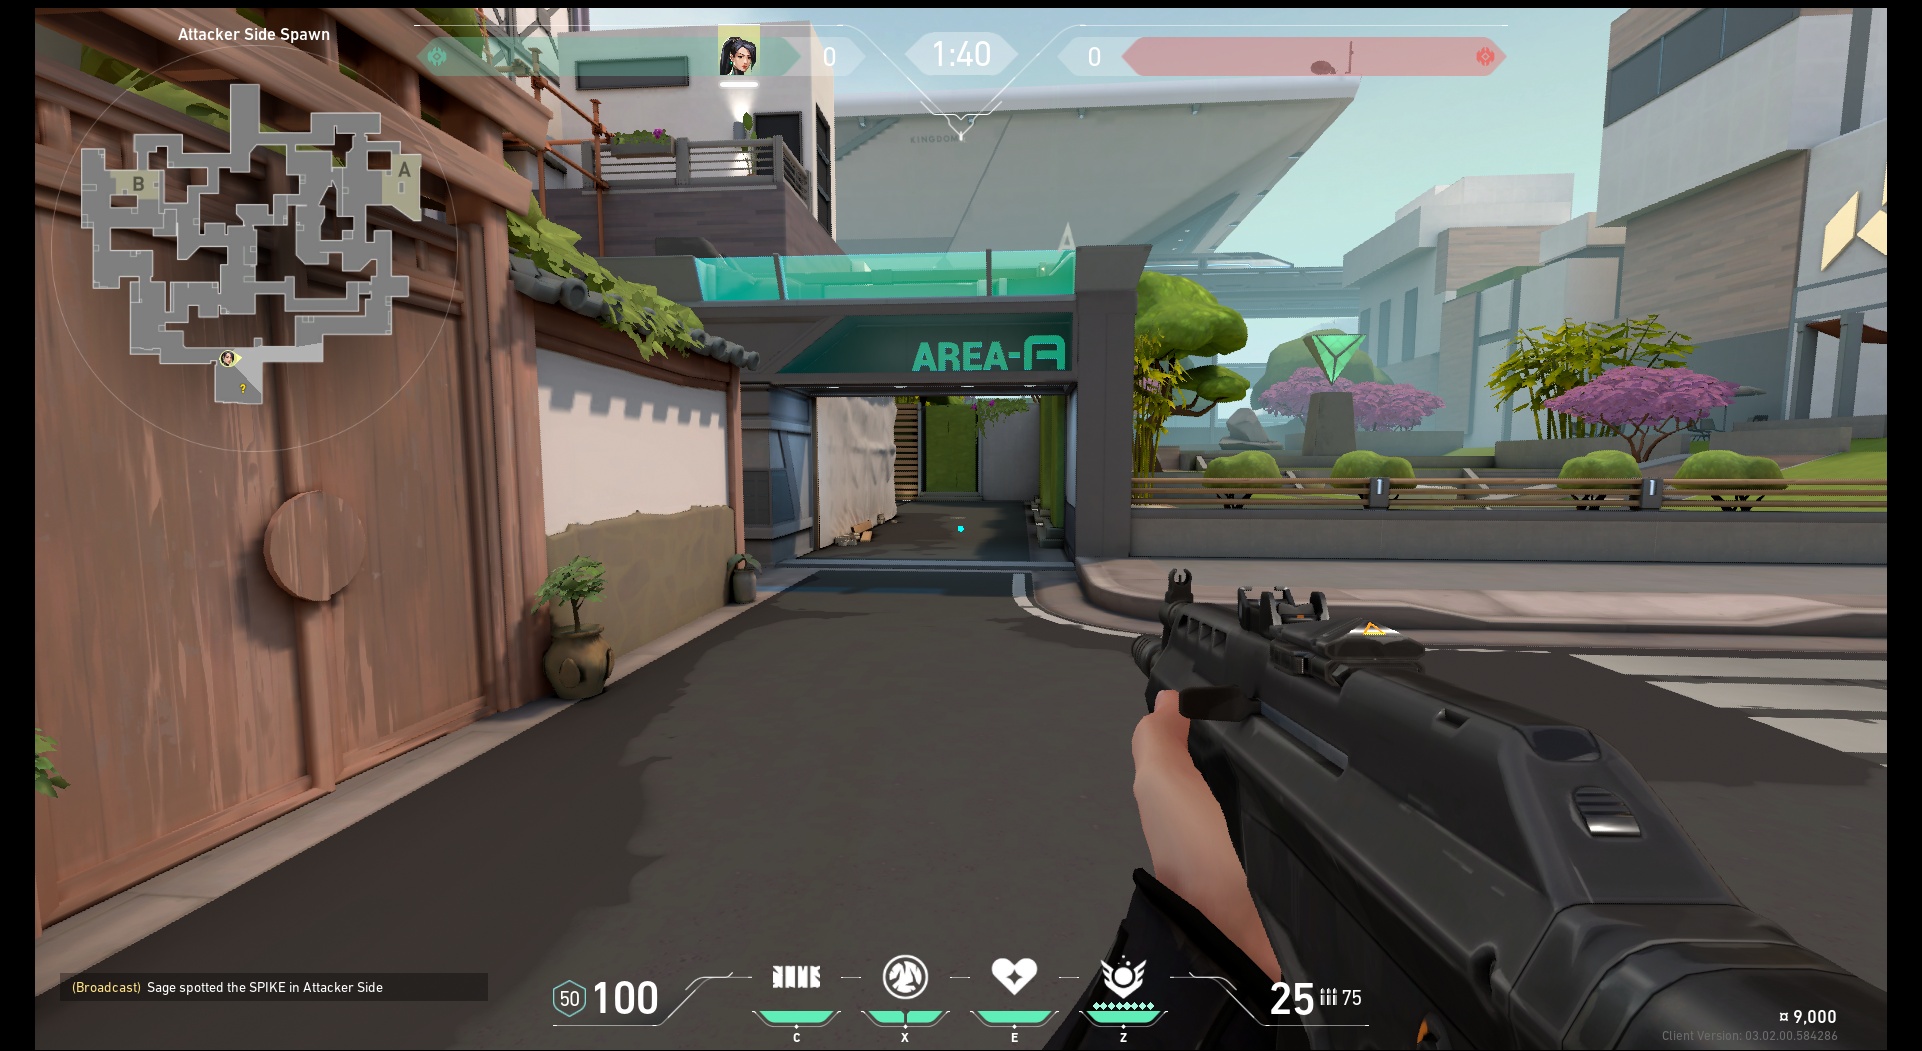 Attacker Side Spawn
0
1:40
0
KINGDOM
B
A
A
AREA-A
?
(Broadcast) Sage spotted the SPIKE in Attacker Side
50
100
C
X
E
Z
25
75
¤ 9,000
Client Version: 03.02.00.584286